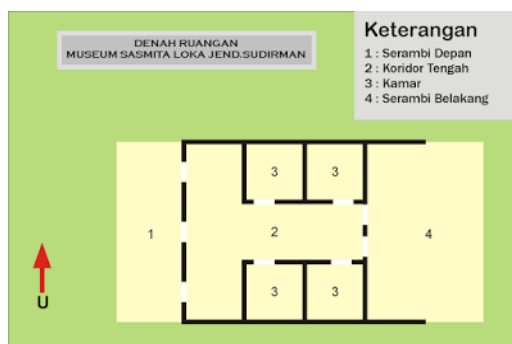 DENAH RUANGAN
MUSEUM SASMITA LOKA JEND.SUDIRMAN
Keterangan
1 : Serambi Depan
2 : Koridor Tengah
3 : Kamar
4 : Serambi Belakang
3 3
1 2 4
3 3
U